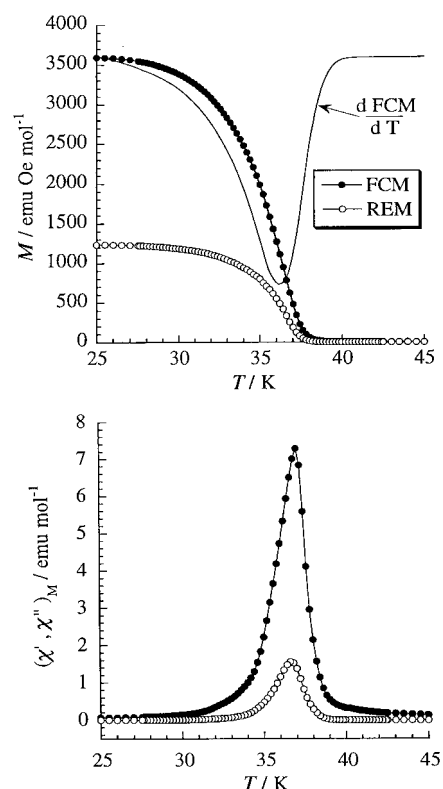 4000
3500
3000
2500
2000
1500
1000
500
0
M / emu Oe mol⁻¹
d FCM
d T
FCM
REM
25 30 35 40 45
T / K
8
7
6
5
4
3
2
1
0
(χ', χ")M / emu mol⁻¹
25 30 35 40 45
T / K